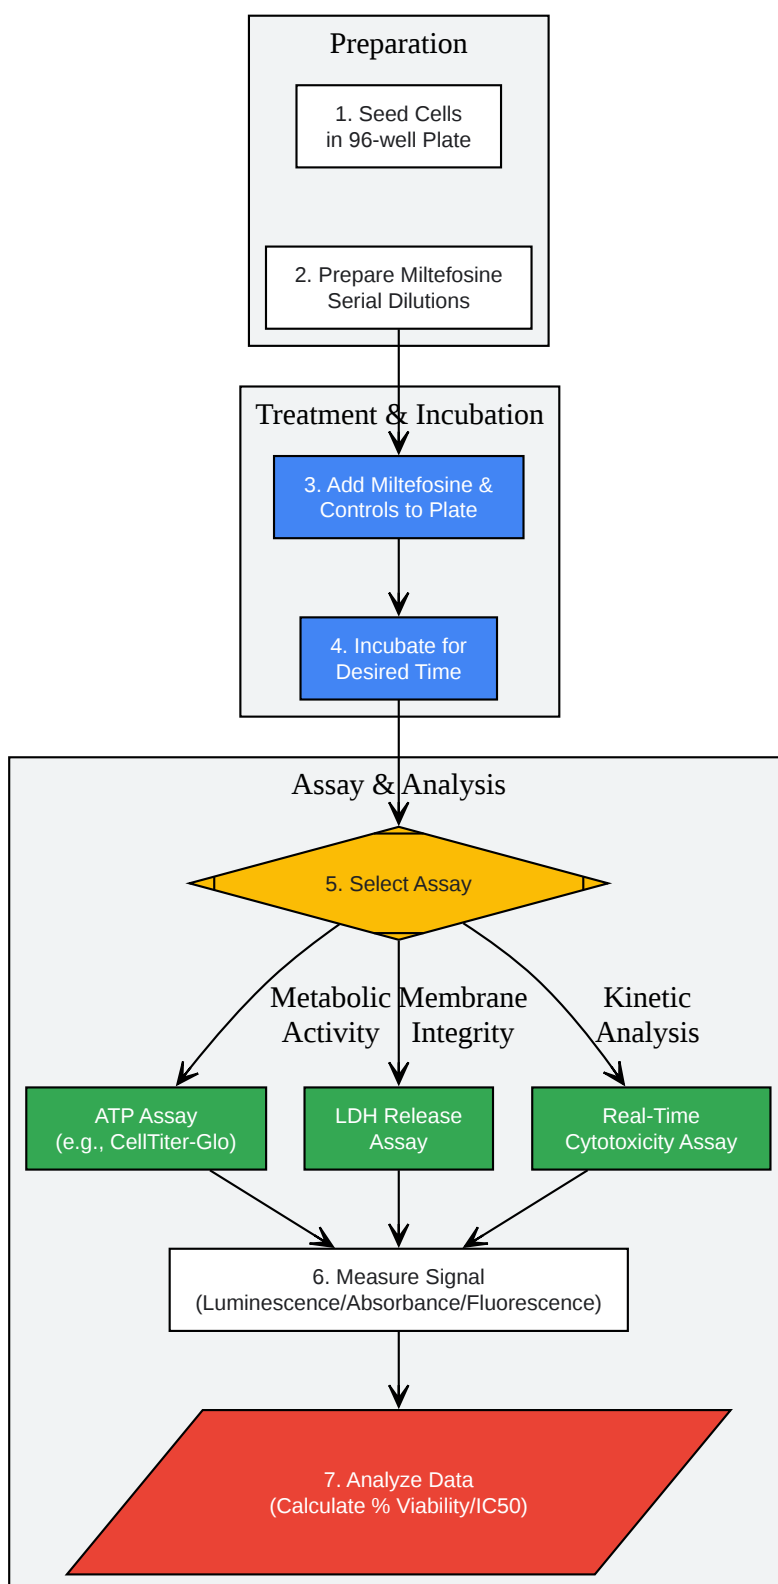 Preparation
1. Seed Cells
in 96-well Plate
2. Prepare Miltefosine
Serial Dilutions
Treatment & Incubation
3. Add Miltefosine &
Controls to Plate
4. Incubate for
Desired Time
Assay & Analysis
5. Select Assay
Metabolic
Activity
Membrane
Integrity
Kinetic
Analysis
ATP Assay
(e.g., CellTiter-Glo)
LDH Release
Assay
Real-Time
Cytotoxicity Assay
6. Measure Signal
(Luminescence/Absorbance/Fluorescence)
7. Analyze Data
(Calculate % Viability/IC50)